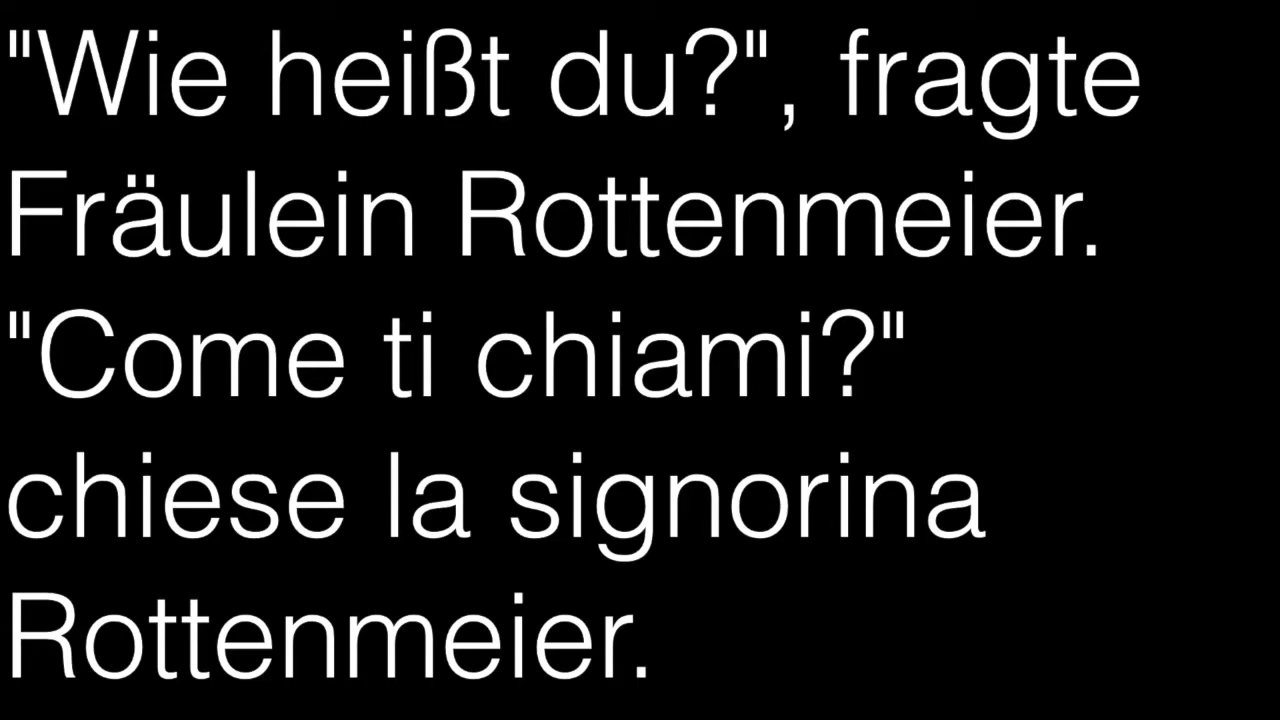 "Wie heißt du?", fragte
Fräulein Rottenmeier.
"Come ti chiami?"
chiese la signorina
Rottenmeier.